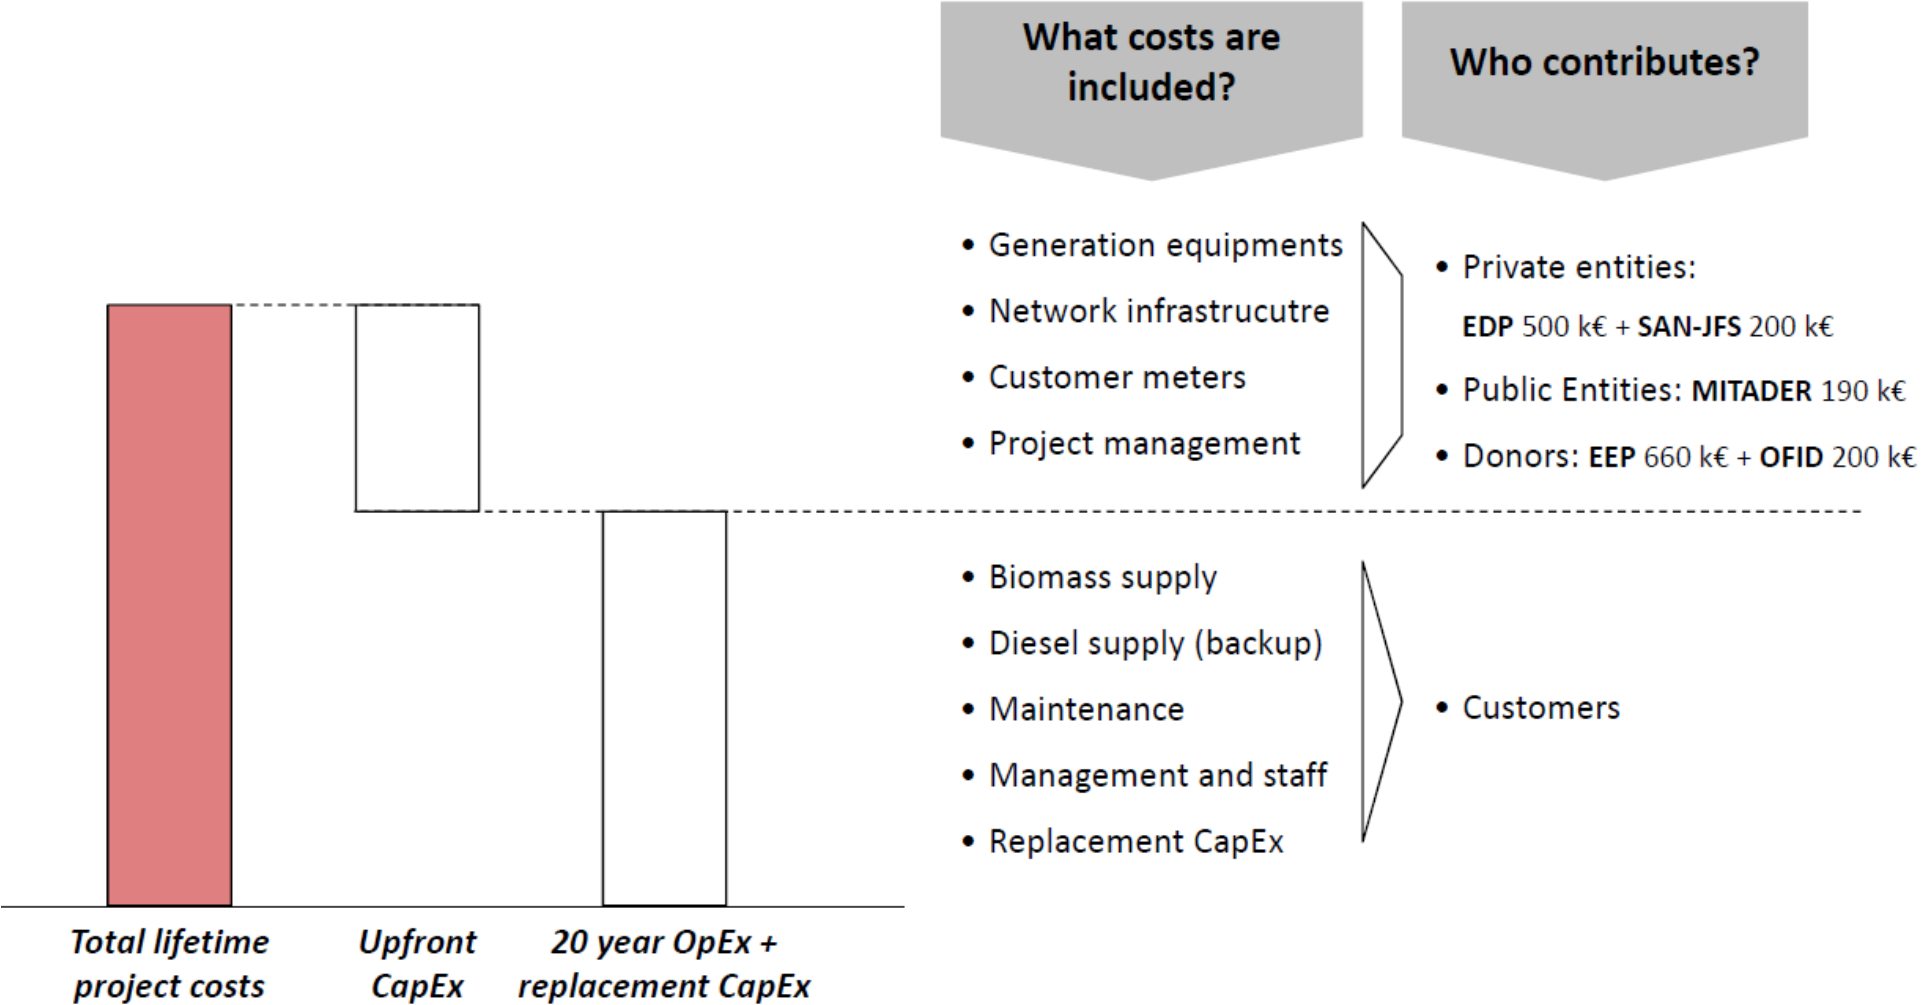 What costs are
included?
Who contributes?
• Generation equipments
• Network infrastrucutre
• Customer meters
• Project management
• Private entities:
EDP 500 k€ + SAN-JFS 200 k€
• Public Entities: MITADER 190 k€
• Donors: EEP 660 k€ + OFID 200 k€
• Biomass supply
• Diesel supply (backup)
• Maintenance
• Management and staff
• Replacement CapEx
• Customers
Total lifetime
project costs
Upfront
CapEx
20 year OpEx +
replacement CapEx